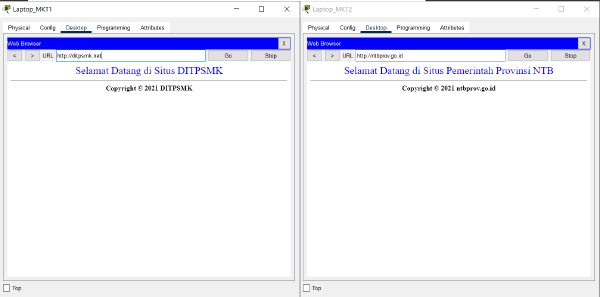 Laptop_MKT1
Physical Config Desktop Programming Attributes
Web Browser X
< > URL http://ditpsmk.net Go Stop
Selamat Datang di Situs DITPSMK
Copyright © 2021 DITPSMK
Top
Laptop_MKT2
Physical Config Desktop Programming Attributes
Web Browser X
< > URL http://ntbprov.go.id Go Stop
Selamat Datang di Situs Pemerintah Provinsi NTB
Copyright © 2021 ntbprov.go.id
Top